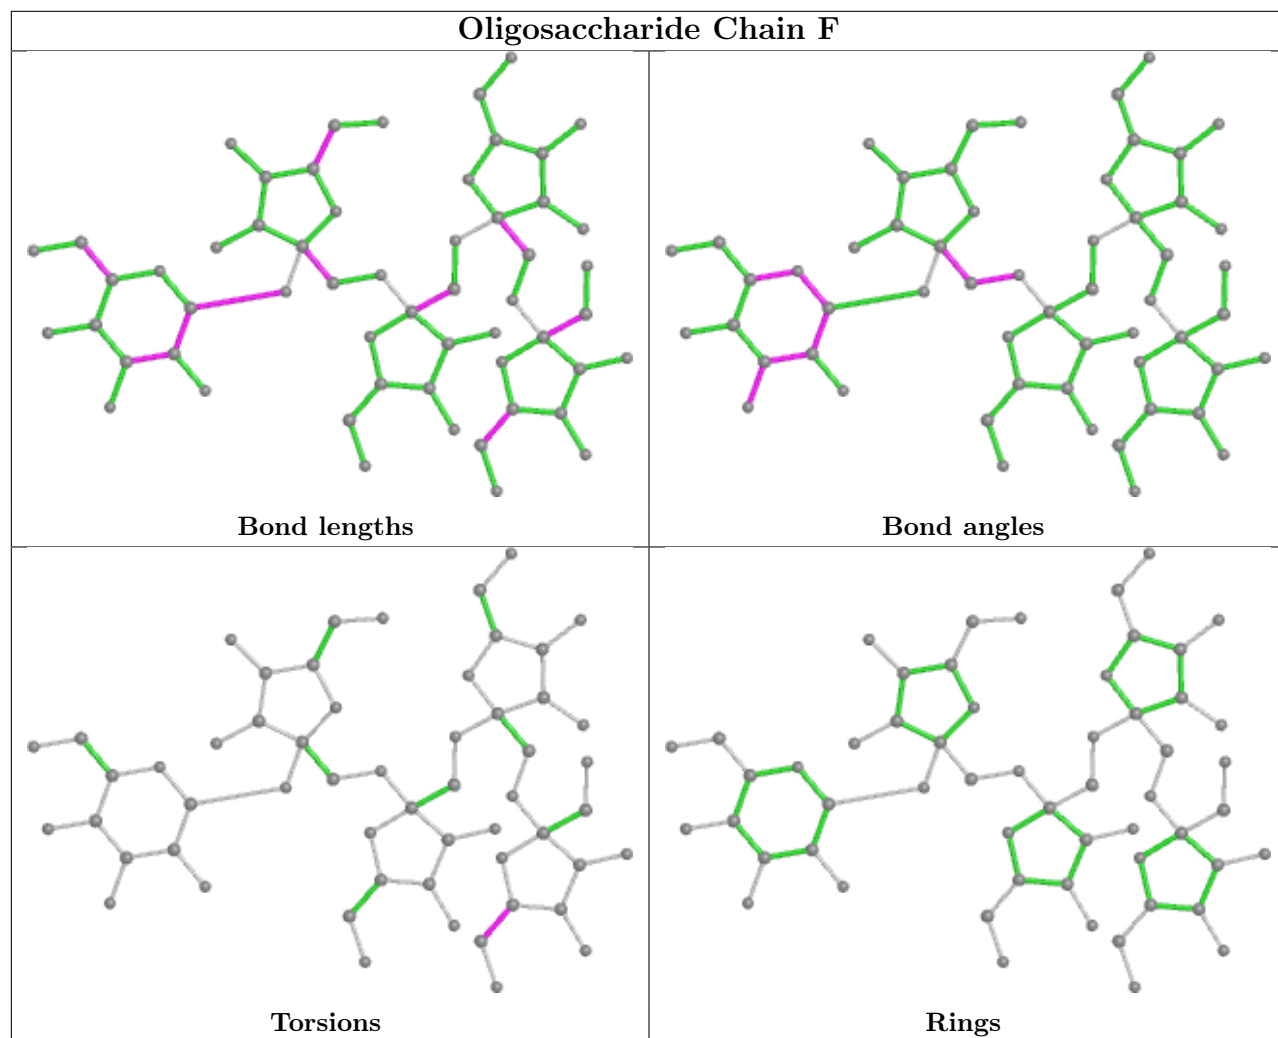 Oligosaccharide Chain F
Bond lengths
Bond angles
Torsions
Rings